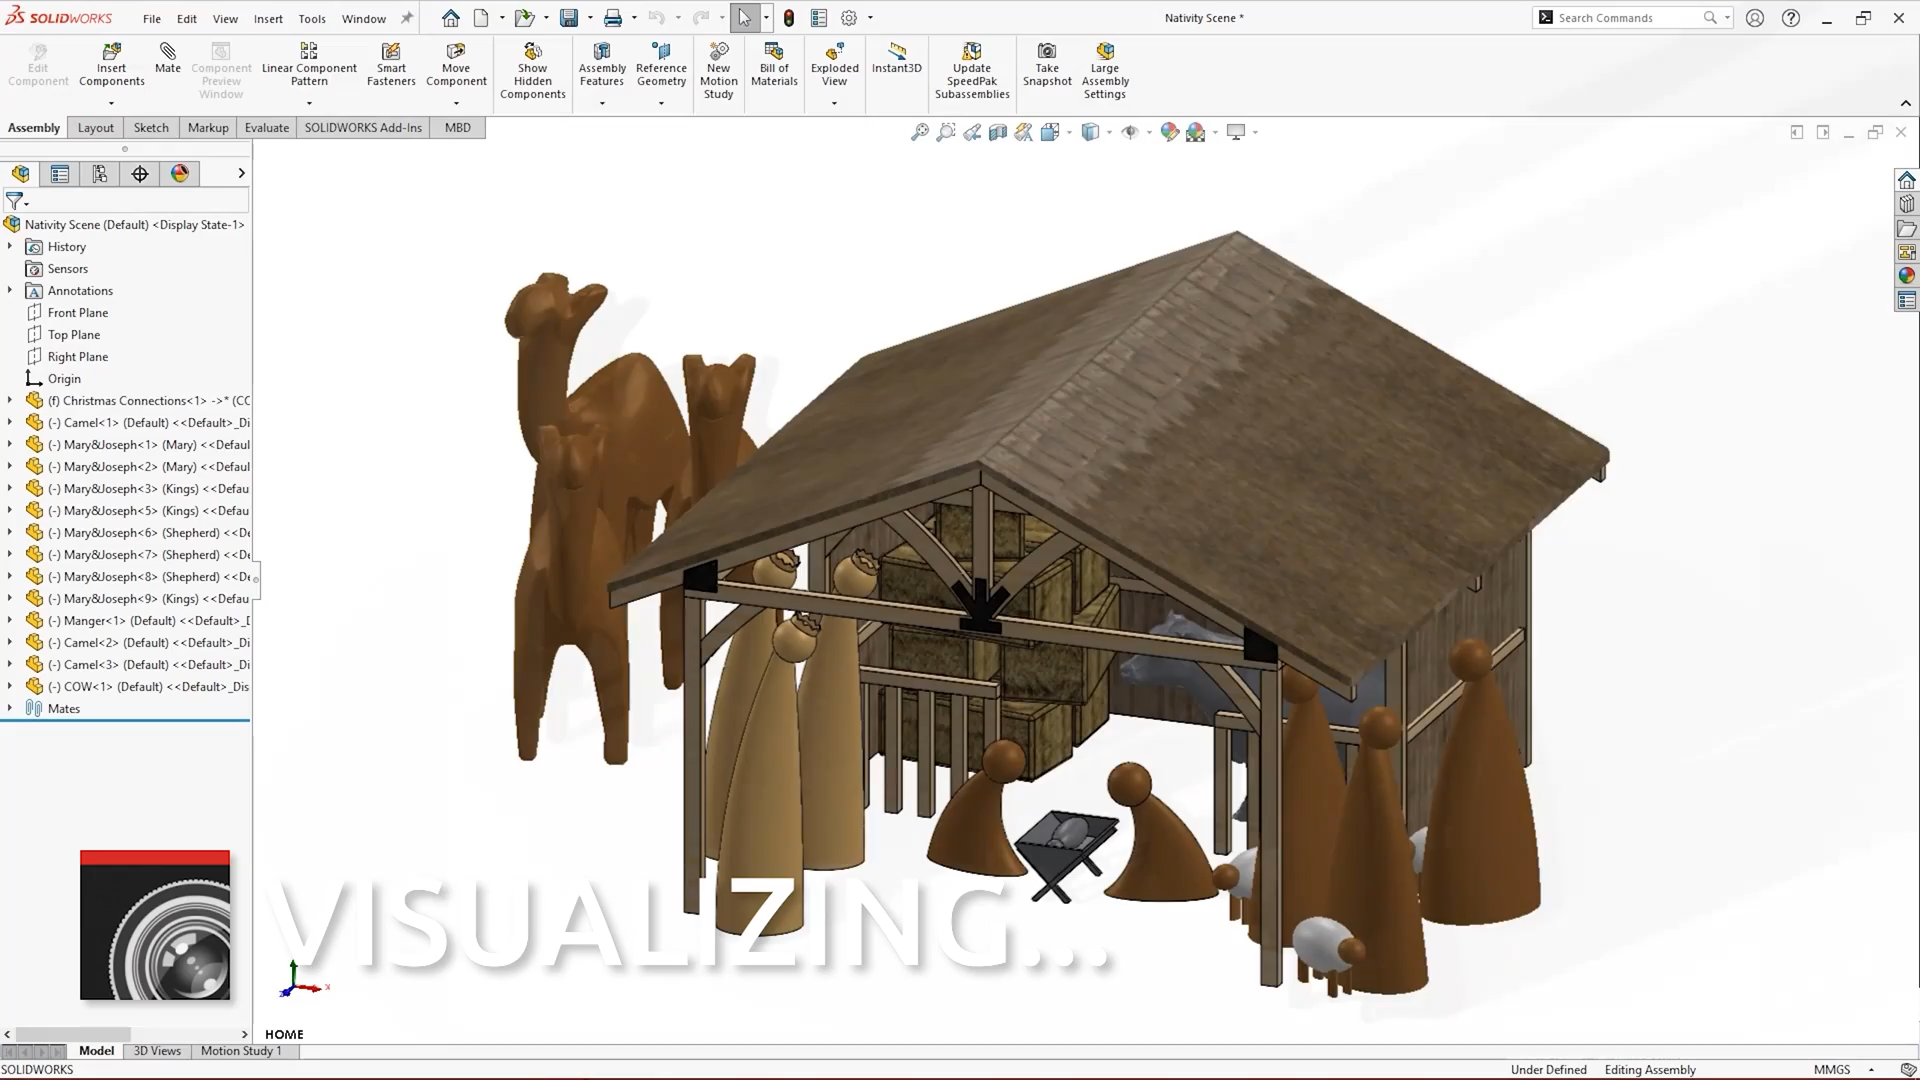 SOLIDWORKS File Edit View Insert Tools Window Nativity Scene * Search Commands
Edit Component
Insert Components
Mate
Component Preview Window
Linear Component Pattern
Smart Fasteners
Move Component
Show Hidden Components
Assembly Features
Reference Geometry
New Motion Study
Bill of Materials
Exploded View
Instant3D
Update SpeedPak Subassemblies
Take Snapshot
Large Assembly Settings
Assembly Layout Sketch Markup Evaluate SOLIDWORKS Add-Ins MBD
Nativity Scene (Default) <Display State-1>
History
Sensors
Annotations
Front Plane
Top Plane
Right Plane
Origin
(f) Christmas Connections<1> ->* (CC
(-) Camel<1> (Default) <<Default>_Di
(-) Mary&Joseph<1> (Mary) <<Defaul
(-) Mary&Joseph<2> (Mary) <<Defaul
(-) Mary&Joseph<3> (Kings) <<Defau
(-) Mary&Joseph<5> (Kings) <<Defau
(-) Mary&Joseph<6> (Shepherd) <<De
(-) Mary&Joseph<7> (Shepherd) <<De
(-) Mary&Joseph<8> (Shepherd) <<De
(-) Mary&Joseph<9> (Kings) <<Defau
(-) Manger<1> (Default) <<Default>_D
(-) Camel<2> (Default) <<Default>_Di
(-) Camel<3> (Default) <<Default>_Di
(-) COW<1> (Default) <<Default>_Dis
Mates
VISUALIZING...
HOME
Model 3D Views Motion Study 1
SOLIDWORKS Under Defined Editing Assembly MMGS